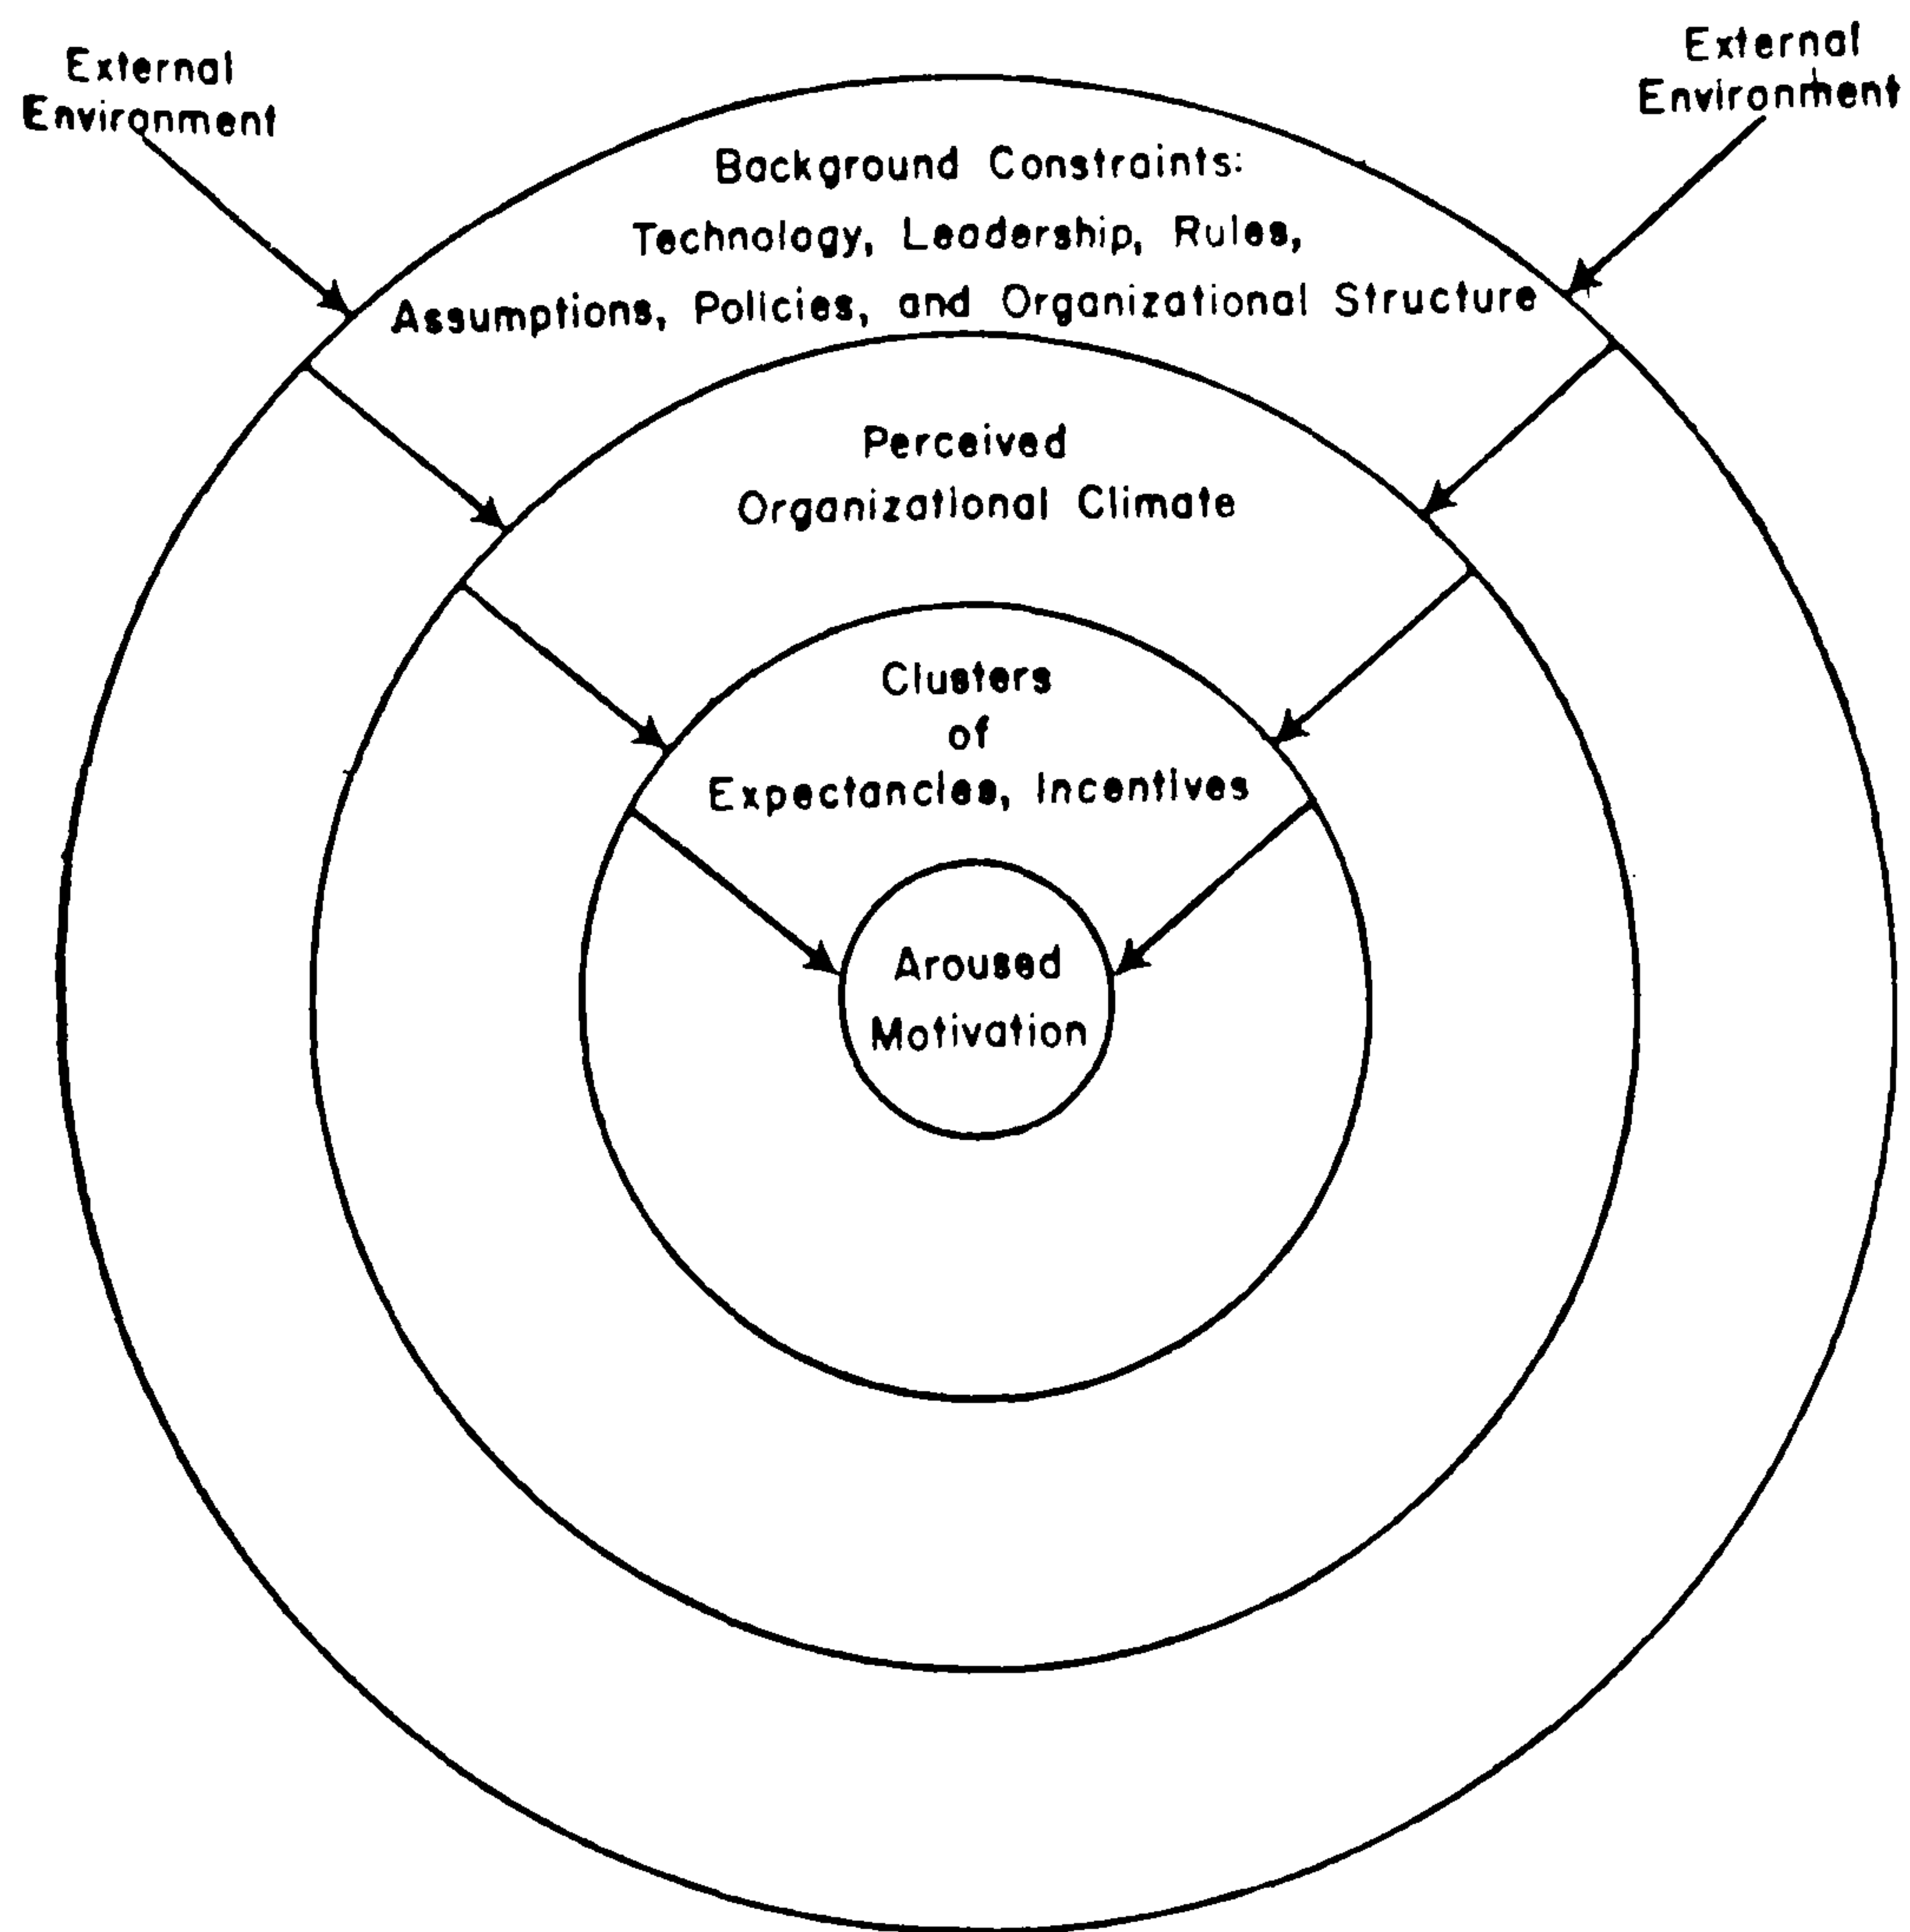 External
Environment
External
Environment
Background Constraints:
Technology, Leadership, Rules,
Assumptions, Policies, and Organizational Structure
Perceived
Organizational Climate
Clusters
of
Expectancies, Incentives
Aroused
Motivation